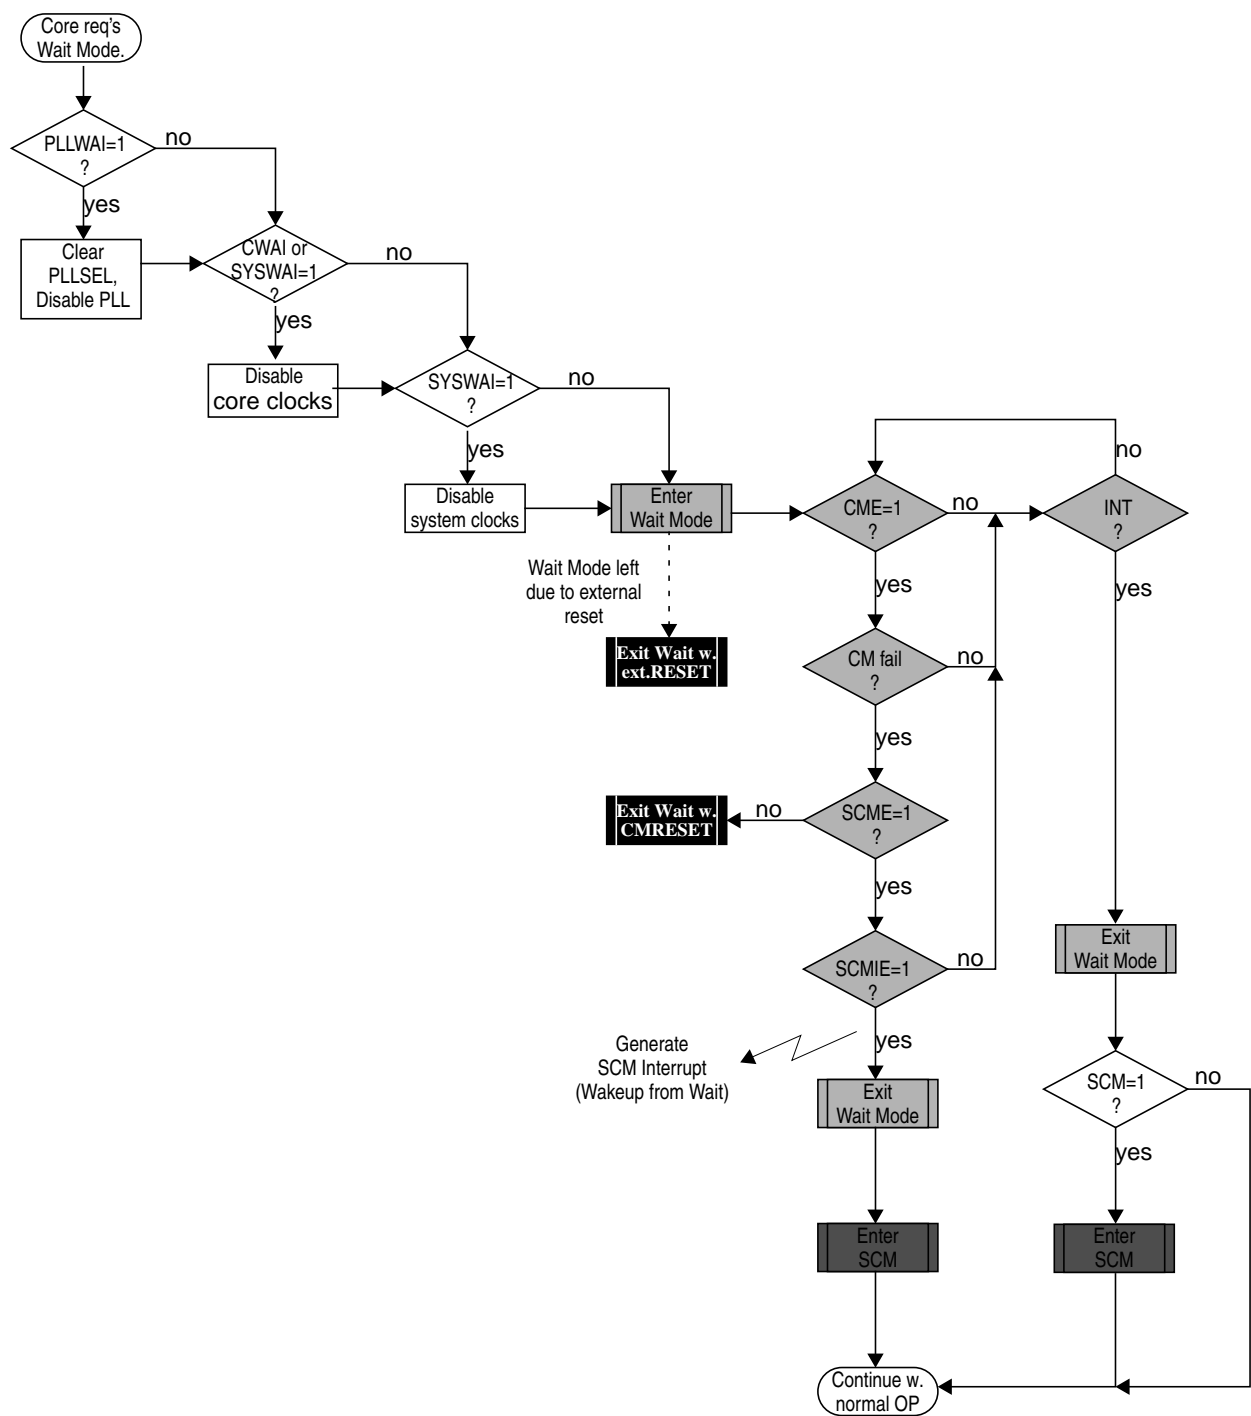 Core req's
Wait Mode.
PLLWAI=1
?
no
yes
Clear
PLLSEL,
Disable PLL
CWAI or
SYSWAI=1
?
no
yes
Disable
core clocks
SYSWAI=1
?
no
yes
Disable
system clocks
Enter
Wait Mode
Wait Mode left
due to external
reset
Exit Wait w.
ext.RESET
CME=1
?
no
yes
INT
?
no
yes
CM fail
?
no
yes
SCME=1
?
no
yes
Exit Wait w.
CMRESET
SCMIE=1
?
no
yes
Generate
SCM Interrupt
(Wakeup from Wait)
Exit
Wait Mode
Enter
SCM
Exit
Wait Mode
SCM=1
?
no
yes
Enter
SCM
Continue w.
normal OP